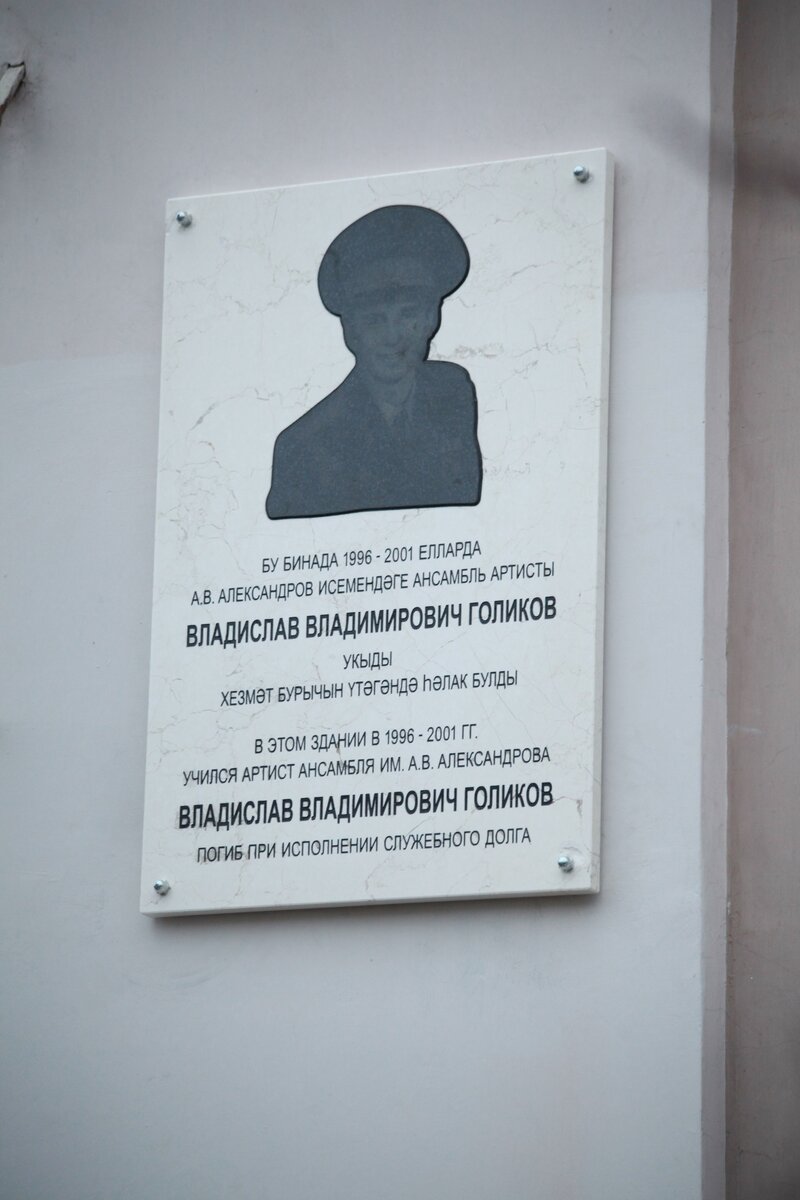 БУ БИНАДА 1996 - 2001 ЕЛЛАРДА
А.В. АЛЕКСАНДРОВ ИСЕМЕНДӘГЕ АНСАМБЛЬ АРТИСТЫ
ВЛАДИСЛАВ ВЛАДИМИРОВИЧ ГОЛИКОВ
УКЫДЫ
ХЕЗМӘТ БУРЫЧЫН ҮТӘГӘНДӘ ҺӘЛАК БУЛДЫ
В ЭТОМ ЗДАНИИ В 1996 - 2001 ГГ.
УЧИЛСЯ АРТИСТ АНСАМБЛЯ ИМ. А.В. АЛЕКСАНДРОВА
ВЛАДИСЛАВ ВЛАДИМИРОВИЧ ГОЛИКОВ
ПОГИБ ПРИ ИСПОЛНЕНИИ СЛУЖЕБНОГО ДОЛГА